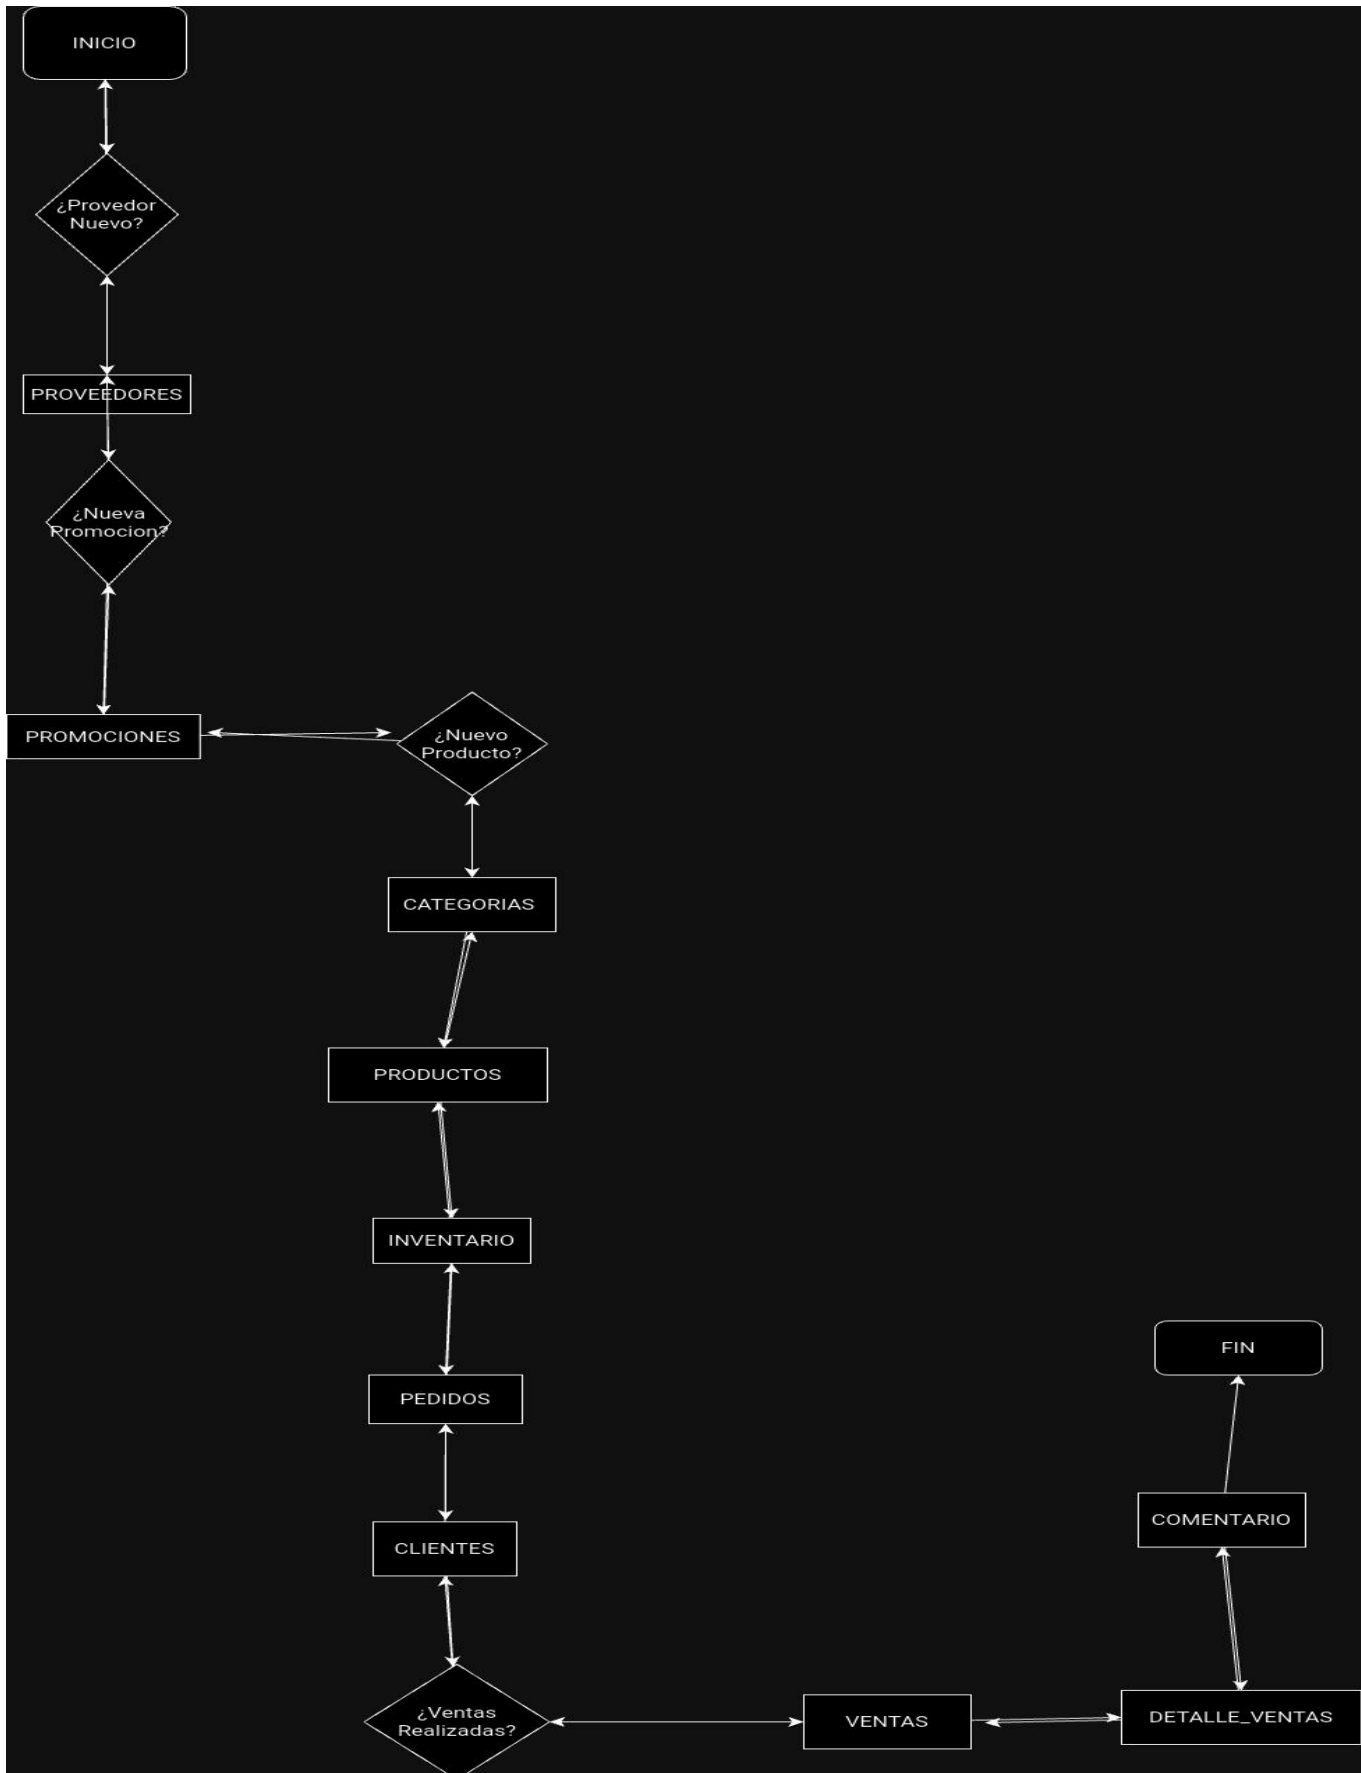 INICIO
¿Provedor
Nuevo?
PROVEEDORES
¿Nueva
Promocion?
PROMOCIONES
¿Nuevo
Producto?
CATEGORIAS
PRODUCTOS
INVENTARIO
PEDIDOS
CLIENTES
¿Ventas
Realizadas?
VENTAS
DETALLE_VENTAS
COMENTARIO
FIN